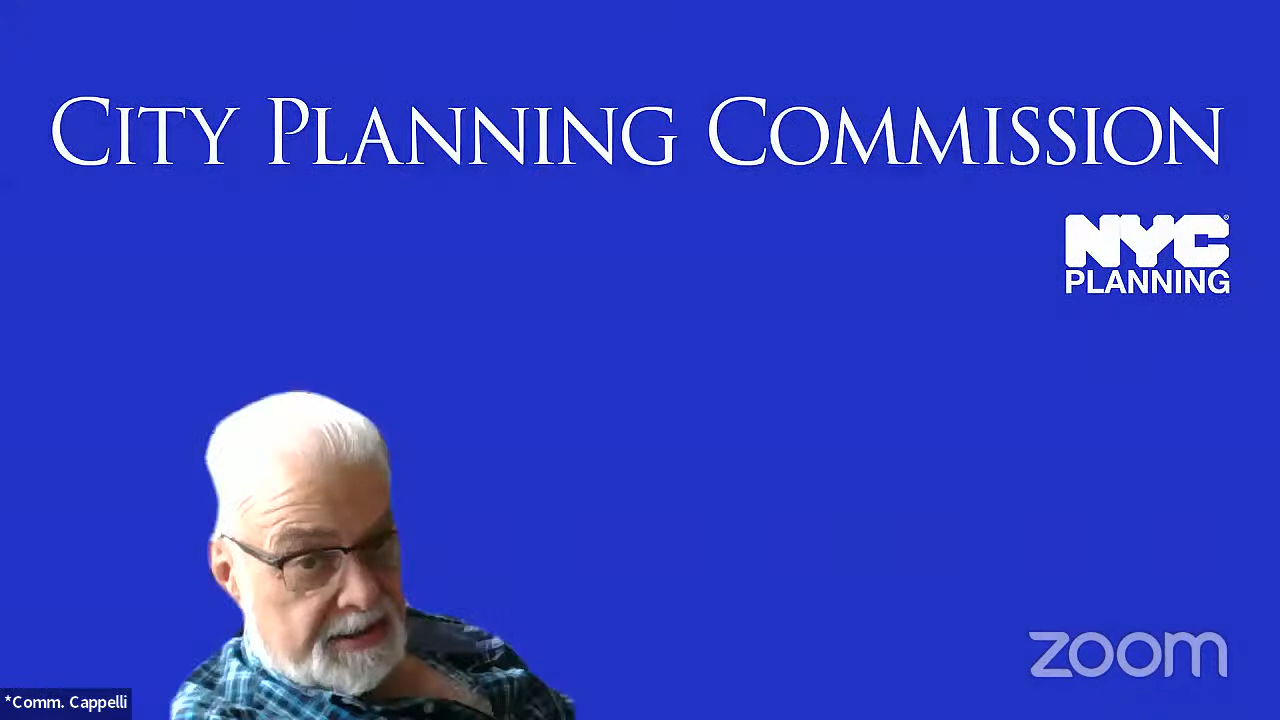 CITY PLANNING COMMISSION
NYC®
PLANNING
zoom
*Comm. Cappelli